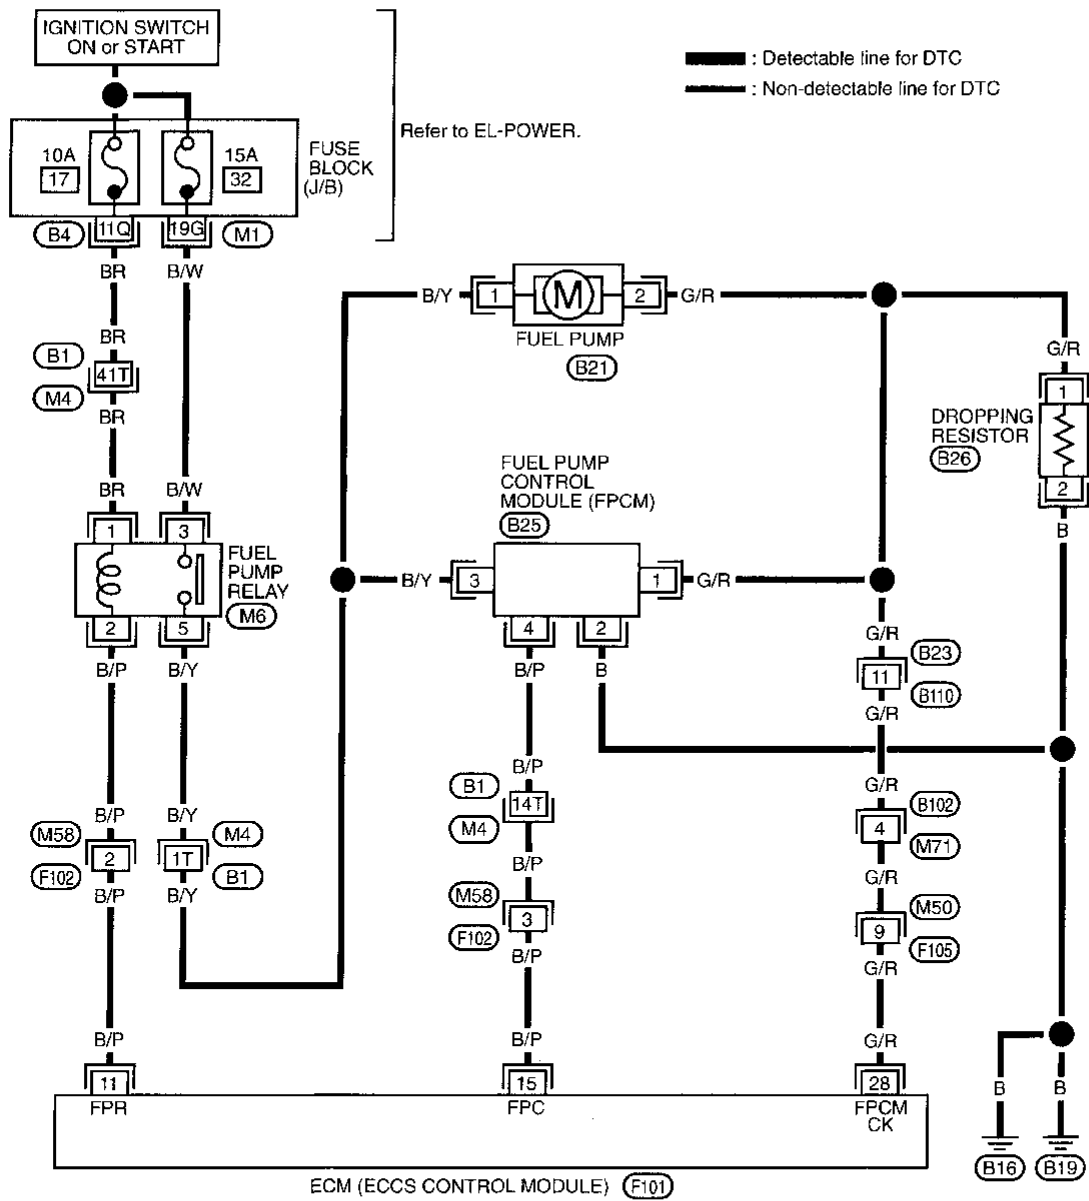 IGNITION SWITCH
ON or START
: Detectable line for DTC
: Non-detectable line for DTC
Refer to EL-POWER.
10A
17
15A
32
FUSE
BLOCK
(J/B)
B4
11Q
19G
M1
BR
B/W
B/Y
1
M
2
G/R
FUEL PUMP
B21
BR
B1
41T
M4
BR
G/R
1
DROPPING
RESISTOR
B26
2
B
BR
B/W
1
3
FUEL
PUMP
RELAY
M6
2
5
B/P
B/Y
FUEL PUMP
CONTROL
MODULE (FPCM)
B25
B/Y
3
1
G/R
4
2
B/P
B
G/R
B23
11
B110
G/R
B/P
B1
14T
M4
B/P
G/R
B102
4
M71
G/R
B/P
B/Y
M58
2
F102
B/P
M4
1T
B1
B/Y
M58
3
F102
B/P
M50
9
F105
G/R
B/P
B/P
G/R
11
15
28
FPR
FPC
FPCM
CK
B
B
B16
B19
ECM (ECCS CONTROL MODULE)
F101